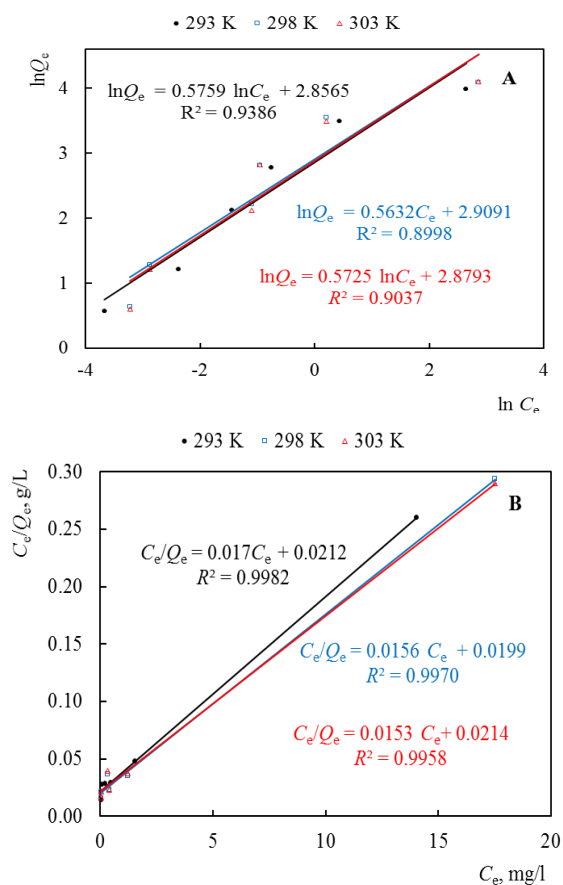 293 K 298 K 303 K
lnQe
A
lnQe = 0.5759 lnCe + 2.8565
R² = 0.9386
lnQe = 0.5632Ce + 2.9091
R² = 0.8998
lnQe = 0.5725 lnCe + 2.8793
R² = 0.9037
4
3
2
1
0
-4 -2 0 2 4
ln Ce
293 K 298 K 303 K
Ce/Qe, g/L
B
Ce/Qe = 0.017Ce + 0.0212
R² = 0.9982
Ce/Qe = 0.0156 Ce + 0.0199
R² = 0.9970
Ce/Qe = 0.0153 Ce+ 0.0214
R² = 0.9958
0.30
0.25
0.20
0.15
0.10
0.05
0.00
0 5 10 15 20
Ce, mg/l